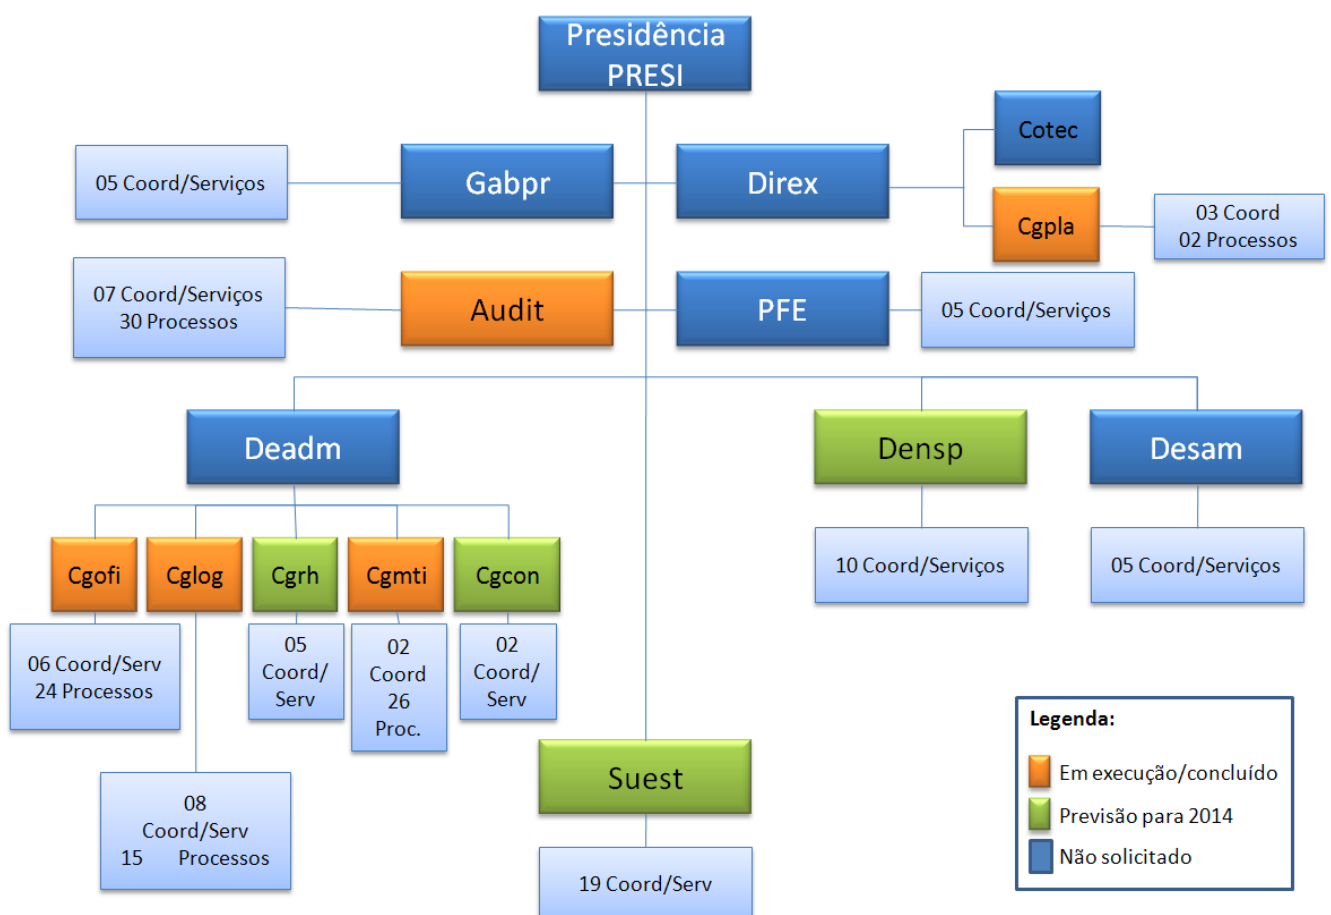 Presidência
PRESI
Cotec
05 Coord/Serviços
Gabpr
Direx
Cgpla
03 Coord
02 Processos
07 Coord/Serviços
30 Processos
Audit
PFE
05 Coord/Serviços
Deadm
Densp
Desam
10 Coord/Serviços
05 Coord/Serviços
Cgofi
Cglog
Cgrh
Cgmti
Cgcon
06 Coord/Serv
24 Processos
05
Coord/
Serv
02
Coord
26
Proc.
02
Coord/
Serv
08
Coord/Serv
15 Processos
Suest
19 Coord/Serv
Legenda:
Em execução/concluído
Previsão para 2014
Não solicitado